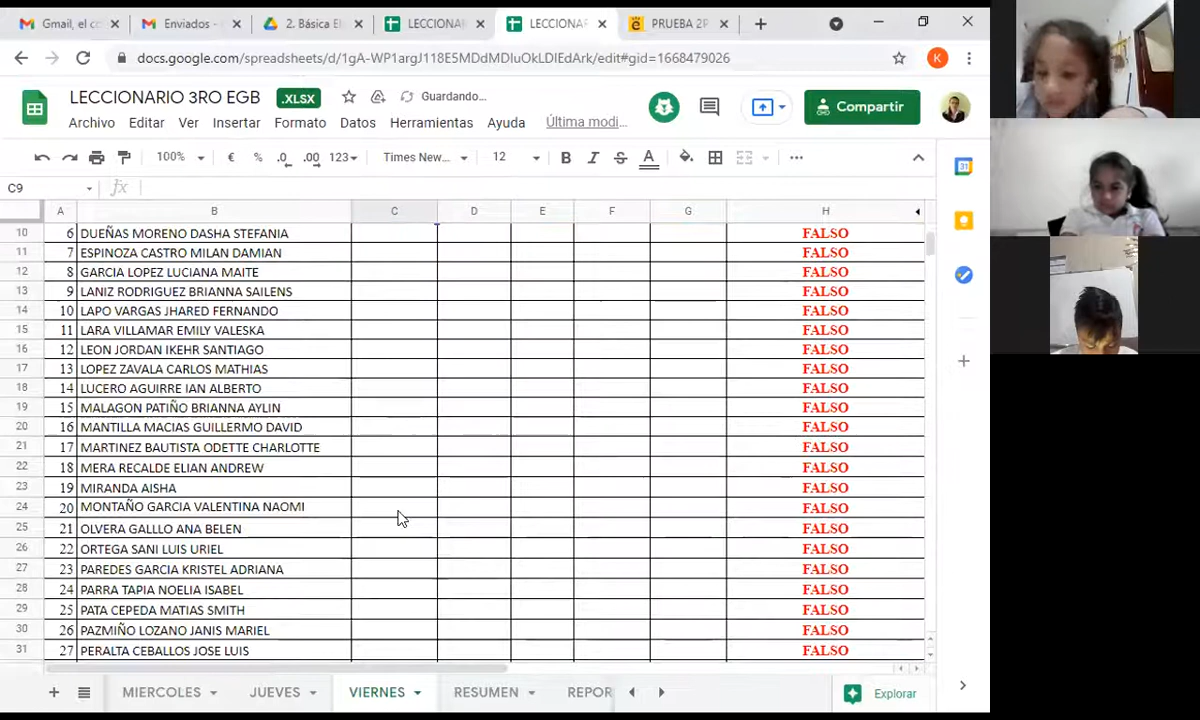 Gmail, el co
Enviados -
2. Básica El
LECCIONAR
LECCIONAR
PRUEBA 2P
docs.google.com/spreadsheets/d/1gA-WP1argJ118E5MDdMDIuOkLDIEdArk/edit#gid=1668479026
K
LECCIONARIO 3RO EGB .XLSX Guardando…
Compartir
Archivo Editar Ver Insertar Formato Datos Herramientas Ayuda Última modi…
100% € % .0 .00 123 Times New… 12 B I S A
C9 fx
A B C D E F G H
10 6 DUEÑAS MORENO DASHA STEFANIA FALSO
11 7 ESPINOZA CASTRO MILAN DAMIAN FALSO
12 8 GARCIA LOPEZ LUCIANA MAITE FALSO
13 9 LANIZ RODRIGUEZ BRIANNA SAILENS FALSO
14 10 LAPO VARGAS JHARED FERNANDO FALSO
15 11 LARA VILLAMAR EMILY VALESKA FALSO
16 12 LEON JORDAN IKEHR SANTIAGO FALSO
17 13 LOPEZ ZAVALA CARLOS MATHIAS FALSO
18 14 LUCERO AGUIRRE IAN ALBERTO FALSO
19 15 MALAGON PATIÑO BRIANNA AYLIN FALSO
20 16 MANTILLA MACIAS GUILLERMO DAVID FALSO
21 17 MARTINEZ BAUTISTA ODETTE CHARLOTTE FALSO
22 18 MERA RECALDE ELIAN ANDREW FALSO
23 19 MIRANDA AISHA FALSO
24 20 MONTAÑO GARCIA VALENTINA NAOMI FALSO
25 21 OLVERA GALLLO ANA BELEN FALSO
26 22 ORTEGA SANI LUIS URIEL FALSO
27 23 PAREDES GARCIA KRISTEL ADRIANA FALSO
28 24 PARRA TAPIA NOELIA ISABEL FALSO
29 25 PATA CEPEDA MATIAS SMITH FALSO
30 26 PAZMIÑO LOZANO JANIS MARIEL FALSO
31 27 PERALTA CEBALLOS JOSE LUIS FALSO
MIERCOLES JUEVES VIERNES RESUMEN REPOR
Explorar